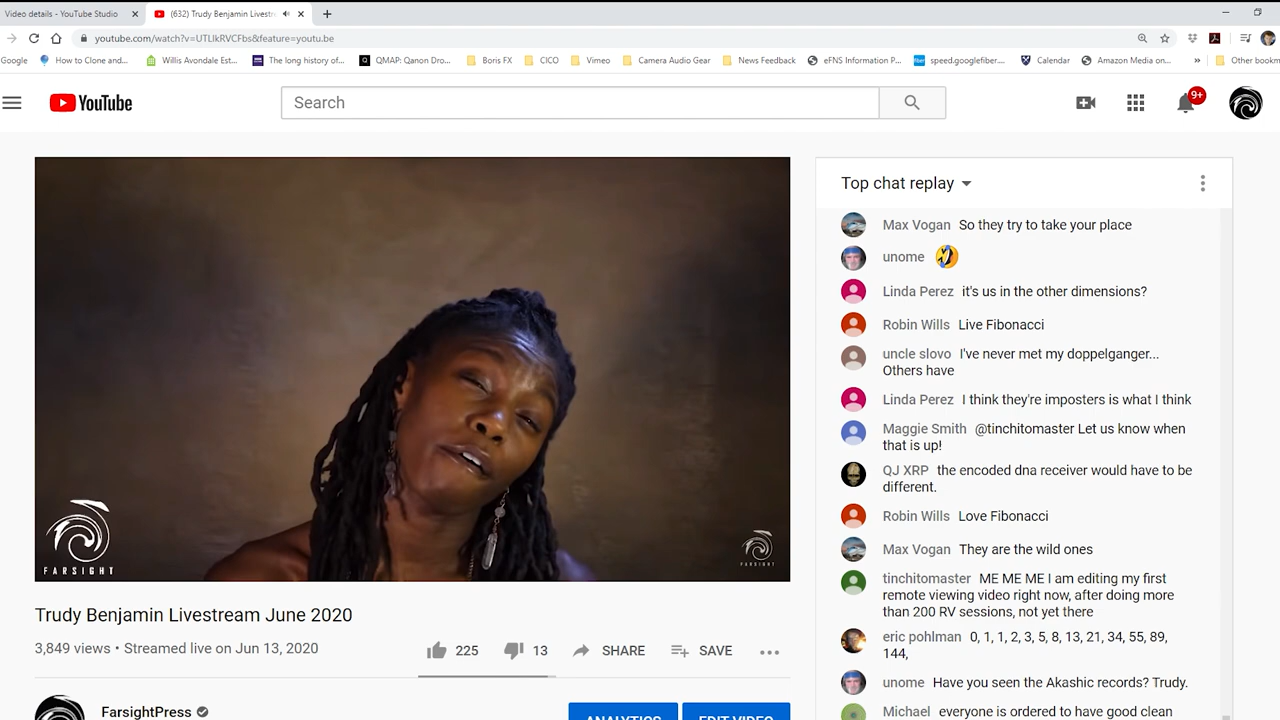 Video details - YouTube Studio
(632) Trudy Benjamin Livestre
youtube.com/watch?v=UTLIkRVCFbs&feature=youtu.be
Google
How to Clone and...
Willis Avondale Est...
The long history of...
QMAP: Qanon Dro...
Boris FX
CICO
Vimeo
Camera Audio Gear
News Feedback
eFNS Information P...
speed.googlefiber....
Calendar
Amazon Media on...
Other bookm
YouTube
Search
9+
Top chat replay
Max Vogan So they try to take your place
unome
Linda Perez it's us in the other dimensions?
Robin Wills Live Fibonacci
uncle slovo I've never met my doppelganger...
Others have
Linda Perez I think they're imposters is what I think
Maggie Smith @tinchitomaster Let us know when
that is up!
QJ XRP the encoded dna receiver would have to be
different.
Robin Wills Love Fibonacci
Max Vogan They are the wild ones
tinchitomaster ME ME ME I am editing my first
remote viewing video right now, after doing more
than 200 RV sessions, not yet there
eric pohlman 0, 1, 1, 2, 3, 5, 8, 13, 21, 34, 55, 89,
144,
unome Have you seen the Akashic records? Trudy.
Michael everyone is ordered to have good clean
FARSIGHT
FARSIGHT
Trudy Benjamin Livestream June 2020
3,849 views • Streamed live on Jun 13, 2020
225
13
SHARE
SAVE
FarsightPress
ANALYTICS
EDIT VIDEO